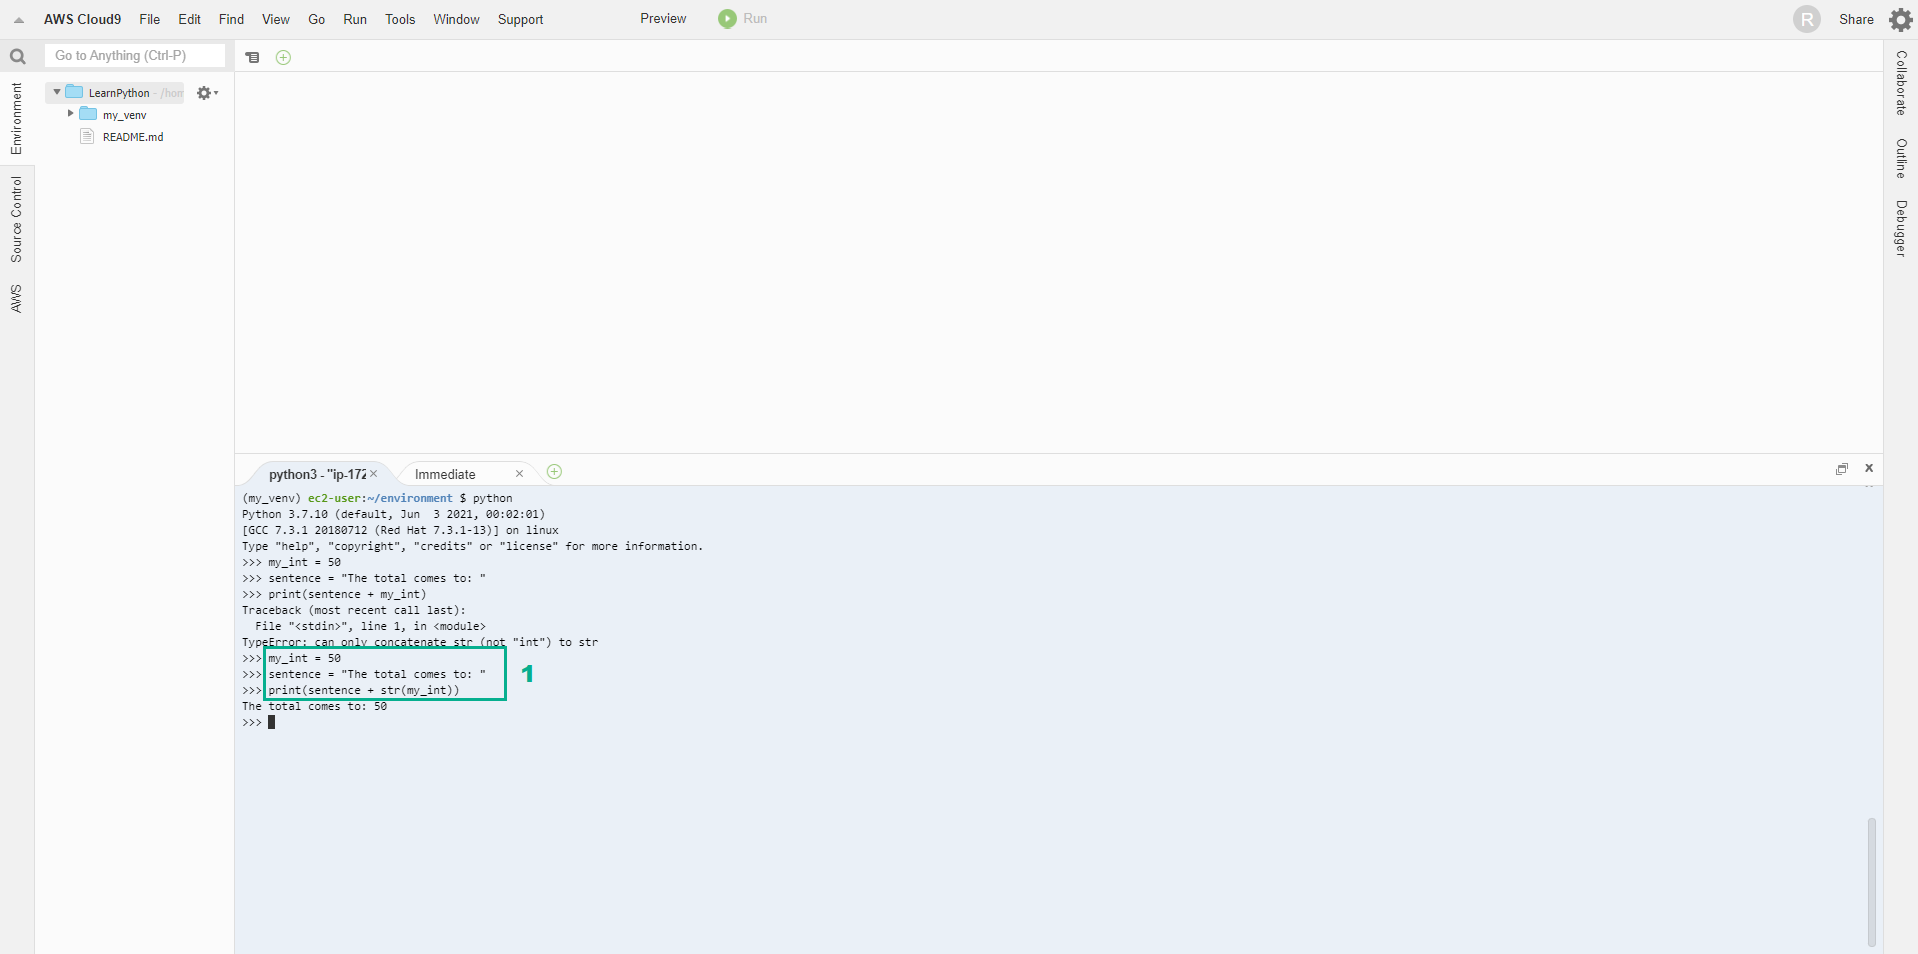 AWS Cloud9 File Edit Find View Go Run Tools Window Support Preview Run R Share
Go to Anything (Ctrl-P)
Environment
Source Control
AWS
LearnPython - /hom
my_venv
README.md
Collaborate
Outline
Debugger
python3 - "ip-172 × Immediate ×
(my_venv) ec2-user:~/environment $ python
Python 3.7.10 (default, Jun  3 2021, 00:02:01)
[GCC 7.3.1 20180712 (Red Hat 7.3.1-13)] on linux
Type "help", "copyright", "credits" or "license" for more information.
>>> my_int = 50
>>> sentence = "The total comes to: "
>>> print(sentence + my_int)
Traceback (most recent call last):
  File "<stdin>", line 1, in <module>
TypeError: can only concatenate str (not "int") to str
>>> my_int = 50
>>> sentence = "The total comes to: "
>>> print(sentence + str(my_int))
1
The total comes to: 50
>>>